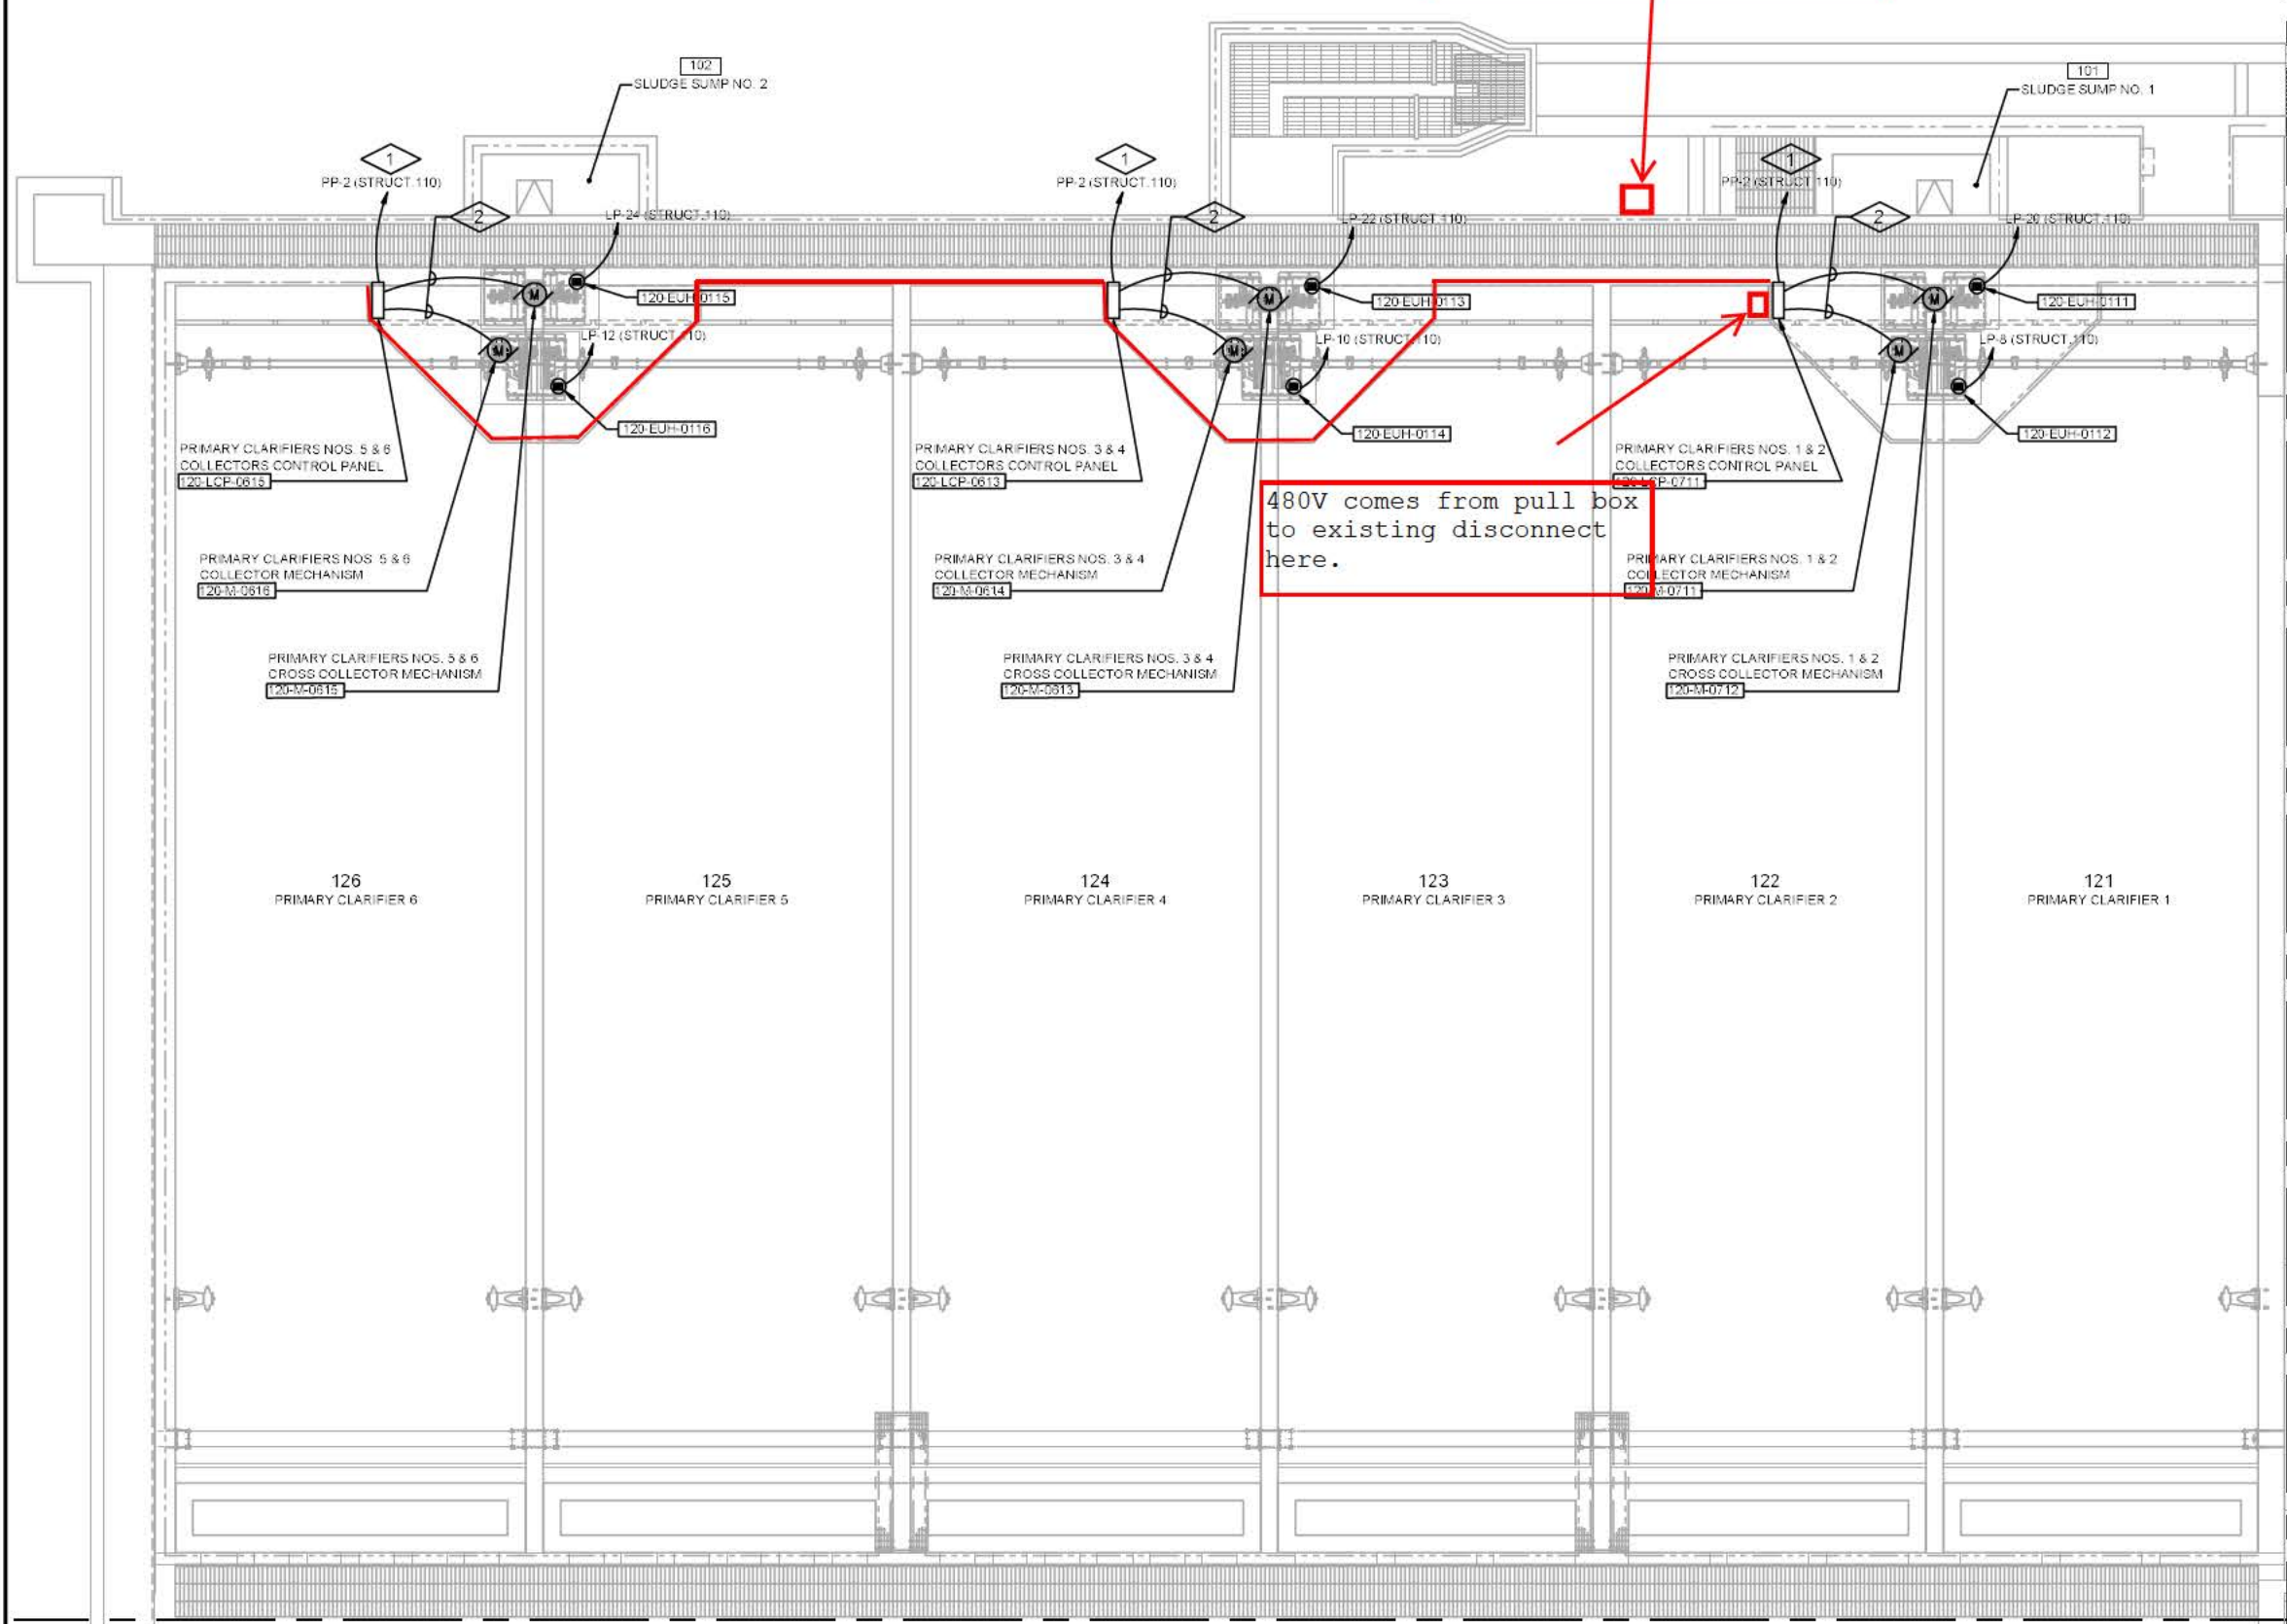 102
SLUDGE SUMP NO. 2
101
SLUDGE SUMP NO. 1
1
PP-2 (STRUCT.110)
1
PP-2 (STRUCT.110)
1
PP-2 (STRUCT.110)
2
LP-24 (STRUCT.110)
2
LP-22 (STRUCT.110)
2
LP-20 (STRUCT.110)
M
120-EUH-0115
M
120-EUH-0113
M
120-EUH-0111
M
LP-12 (STRUCT.110)
M
LP-10 (STRUCT.110)
M
LP-8 (STRUCT.110)
120-EUH-0116
120-EUH-0114
120-EUH-0112
PRIMARY CLARIFIERS NOS. 5 & 6
COLLECTORS CONTROL PANEL
120-LCP-0615
PRIMARY CLARIFIERS NOS. 3 & 4
COLLECTORS CONTROL PANEL
120-LCP-0613
PRIMARY CLARIFIERS NOS. 1 & 2
COLLECTORS CONTROL PANEL
120-LCP-0711
480V comes from pull box
to existing disconnect
here.
PRIMARY CLARIFIERS NOS. 5 & 6
COLLECTOR MECHANISM
120-M-0616
PRIMARY CLARIFIERS NOS. 3 & 4
COLLECTOR MECHANISM
120-M-0614
PRIMARY CLARIFIERS NOS. 1 & 2
COLLECTOR MECHANISM
120-M-0711
PRIMARY CLARIFIERS NOS. 5 & 6
CROSS COLLECTOR MECHANISM
120-M-0615
PRIMARY CLARIFIERS NOS. 3 & 4
CROSS COLLECTOR MECHANISM
120-M-0613
PRIMARY CLARIFIERS NOS. 1 & 2
CROSS COLLECTOR MECHANISM
120-M-0712
126
PRIMARY CLARIFIER 6
125
PRIMARY CLARIFIER 5
124
PRIMARY CLARIFIER 4
123
PRIMARY CLARIFIER 3
122
PRIMARY CLARIFIER 2
121
PRIMARY CLARIFIER 1